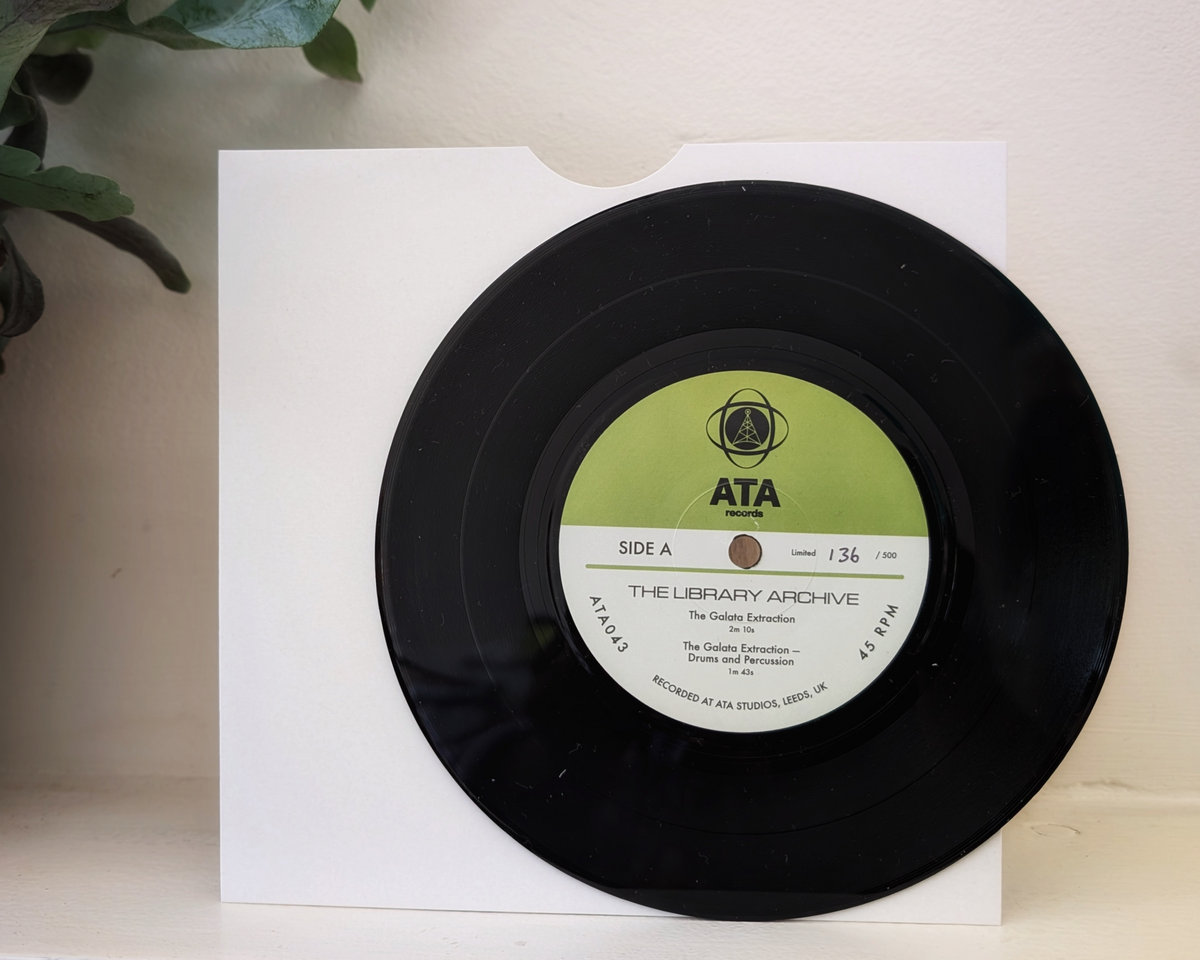 ATA
records
SIDE A
Limited 136 / 500
THE LIBRARY ARCHIVE
The Galata Extraction
2m 10s
The Galata Extraction –
Drums and Percussion
1m 43s
ATA043
45 RPM
RECORDED AT ATA STUDIOS, LEEDS, UK